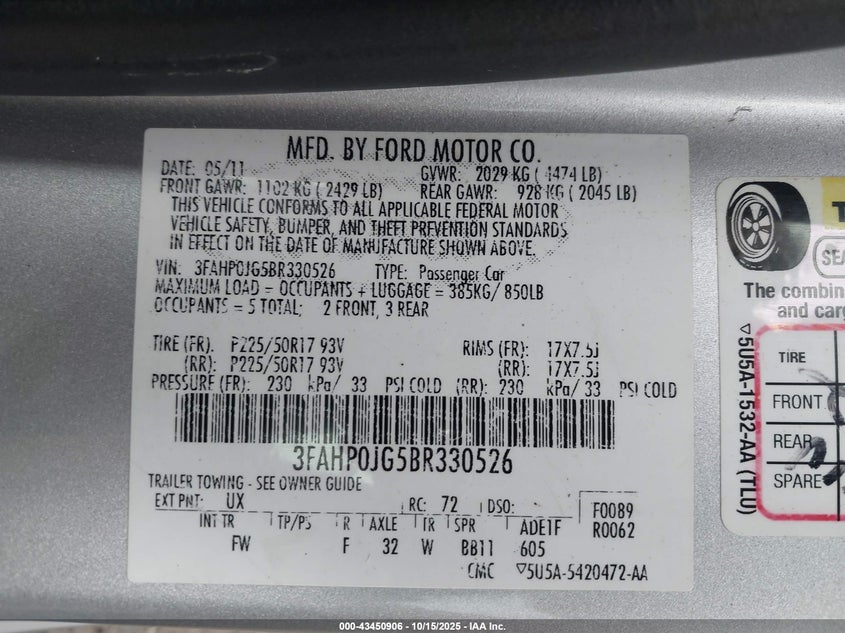 MFD. BY FORD MOTOR CO.
DATE: 05/11 GVWR: 2029 KG ( 4474 LB)
FRONT GAWR: 1102 KG ( 2429 LB) REAR GAWR: 928 KG ( 2045 LB)
THIS VEHICLE CONFORMS TO ALL APPLICABLE FEDERAL MOTOR
VEHICLE SAFETY, BUMPER, AND THEFT PREVENTION STANDARDS
IN EFFECT ON THE DATE OF MANUFACTURE SHOWN ABOVE.
VIN: 3FAHP0JG5BR330526 TYPE: Passenger Car
MAXIMUM LOAD = OCCUPANTS + LUGGAGE = 385KG/ 850LB
OCCUPANTS = 5 TOTAL; 2 FRONT, 3 REAR
TIRE (FR): P225/50R17 93V RIMS (FR): 17X7.5J
(RR): P225/50R17 93V (RR): 17X7.5J
PRESSURE (FR): 230 kPa/ 33 PSI COLD (RR): 230 kPa/ 33 PSI COLD
3FAHP0JG5BR330526
TRAILER TOWING - SEE OWNER GUIDE
EXT PNT: UX RC: 72 DSO: F0089
INT TR TP/PS R AXLE TR SPR ADE1F R0062
FW F 32 W BB11 605
CMC ▽5U5A-5420472-AA
The combin
and carg
TIRE
FRONT
REAR
SPARE
▽5U5A-1532-AA (TLU)
000-43450906 - 10/15/2025 - IAA Inc.